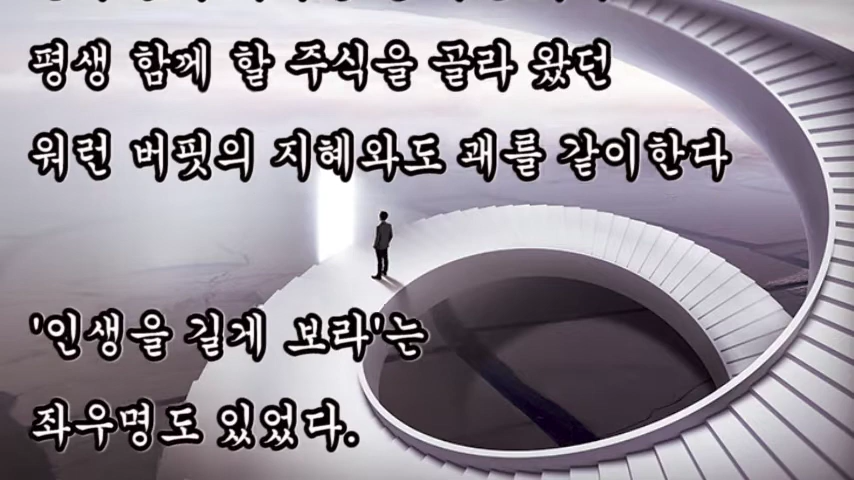 평생 함께 할 주식을 골라 왔던
워런 버핏의 지혜와도 괘를 같이한다
'인생을 길게 보라'는
좌우명도 있었다.